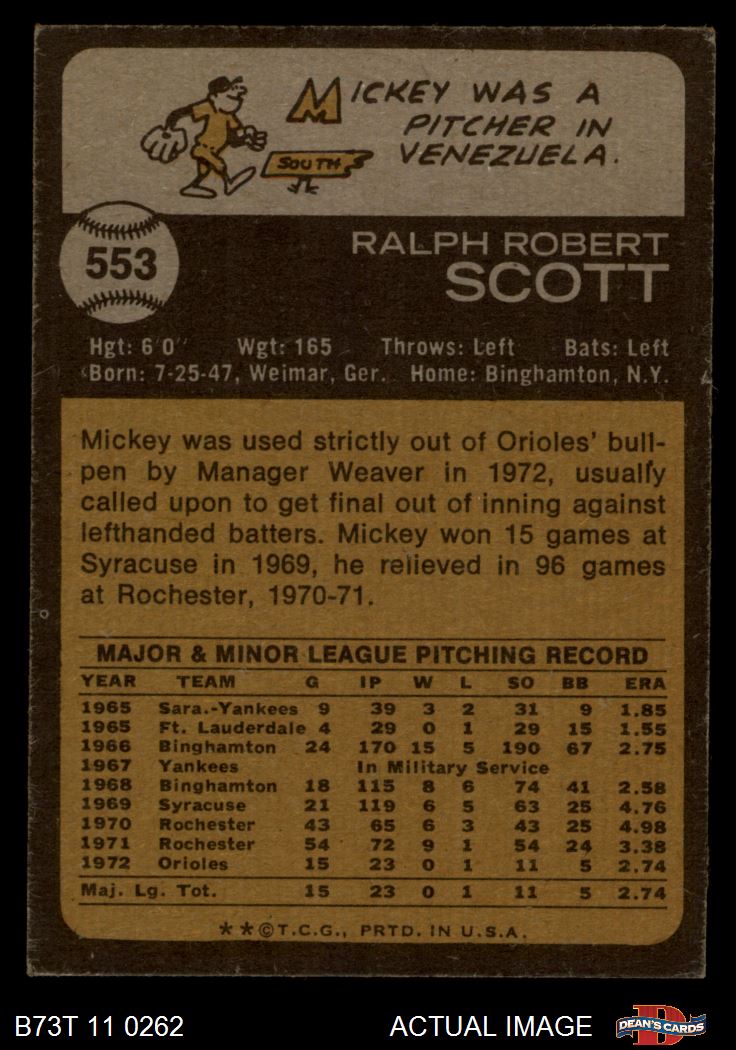 MICKEY WAS A
PITCHER IN
VENEZUELA.
SOUTH
553
RALPH ROBERT
SCOTT
Hgt: 6'0" Wgt: 165 Throws: Left Bats: Left
Born: 7-25-47, Weimar, Ger. Home: Binghamton, N.Y.
Mickey was used strictly out of Orioles' bull-
pen by Manager Weaver in 1972, usually
called upon to get final out of inning against
lefthanded batters. Mickey won 15 games at
Syracuse in 1969, he relieved in 96 games
at Rochester, 1970-71.
MAJOR & MINOR LEAGUE PITCHING RECORD
YEAR TEAM G IP W L SO BB ERA
1965 Sara.-Yankees 9 39 3 2 31 9 1.85
1965 Ft. Lauderdale 4 29 0 1 29 15 1.55
1966 Binghamton 24 170 15 5 190 67 2.75
1967 Yankees In Military Service
1968 Binghamton 18 115 8 6 74 41 2.58
1969 Syracuse 21 119 6 5 63 25 4.76
1970 Rochester 43 65 6 3 43 25 4.98
1971 Rochester 54 72 9 1 54 24 3.38
1972 Orioles 15 23 0 1 11 5 2.74
Maj. Lg. Tot. 15 23 0 1 11 5 2.74
**©T.C.G., PRTD. IN U.S.A.
B73T 11 0262 ACTUAL IMAGE D DEAN'S CARDS